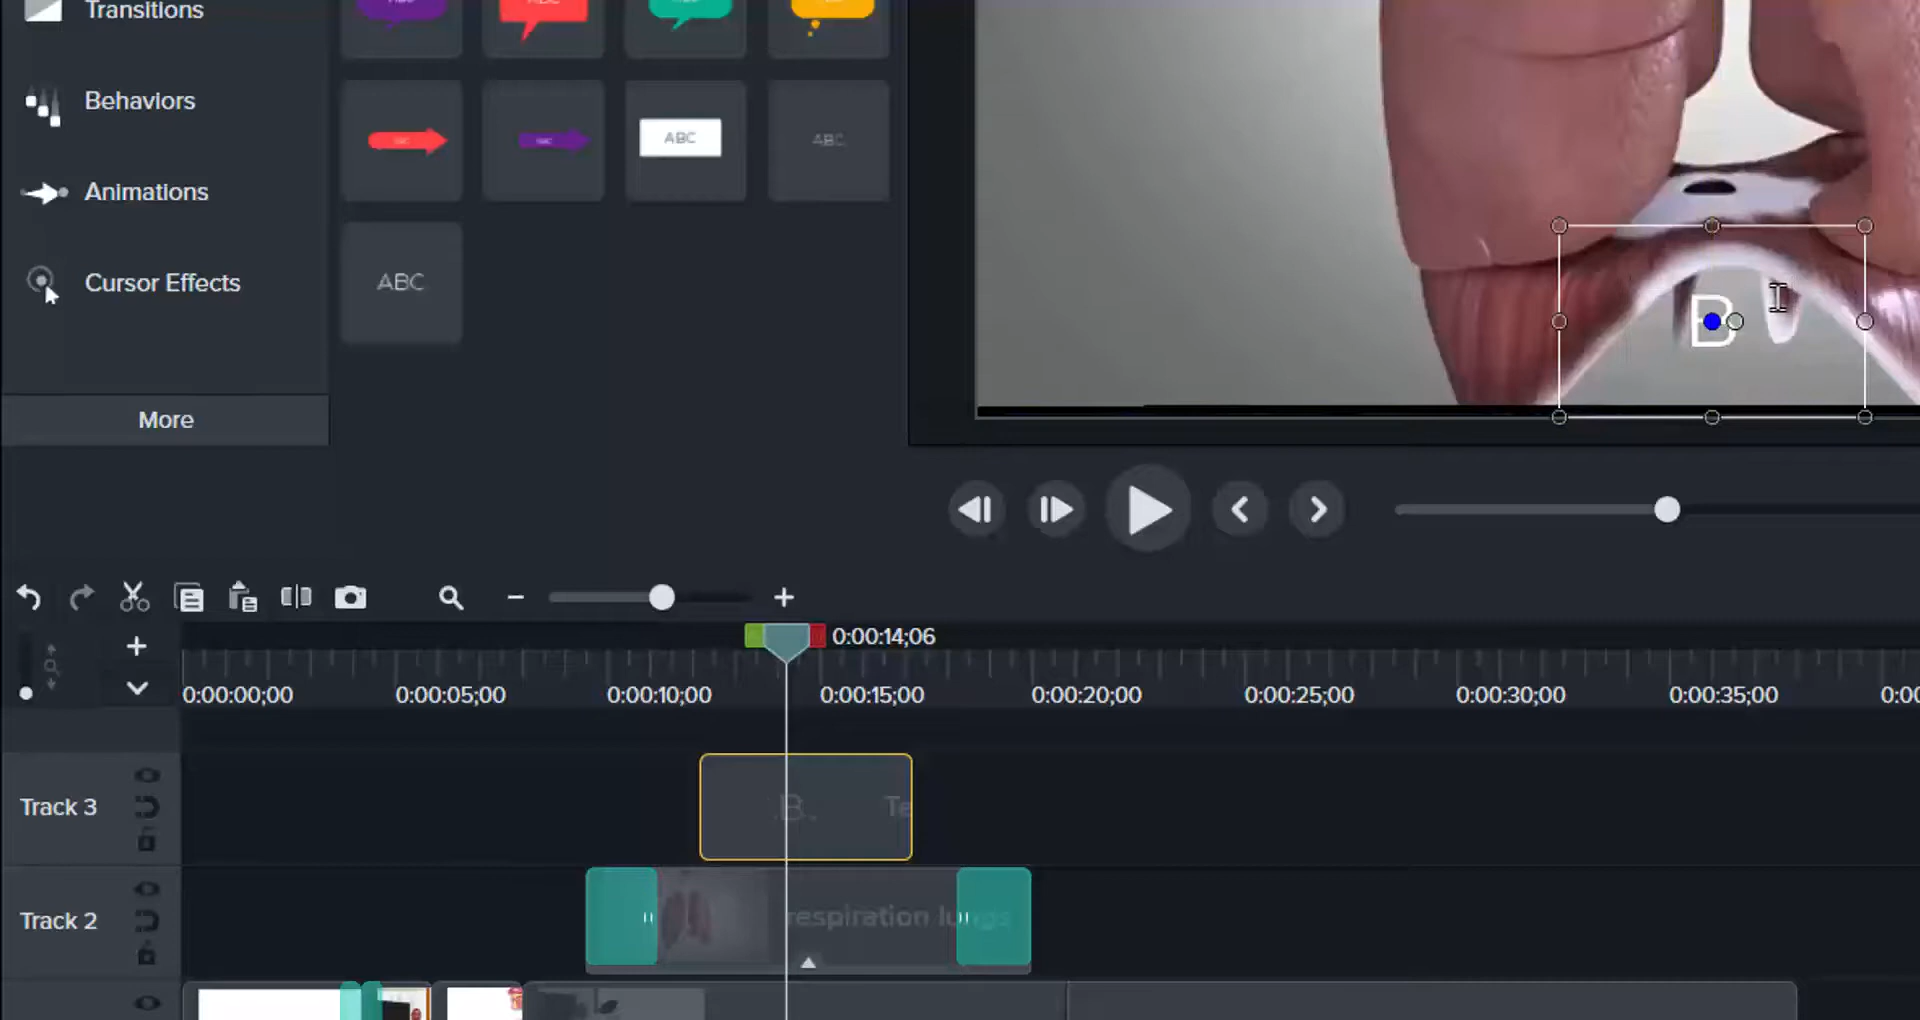 Transitions
ABC
Behaviors
ABC
ABC
Animations
Cursor Effects
ABC
More
B
0:00:14;06
0:00:00;00
0:00:05;00
0:00:10;00
0:00:15;00
0:00:20;00
0:00:25;00
0:00:30;00
0:00:35;00
Track 3
B
Te
Track 2
respiration lungs